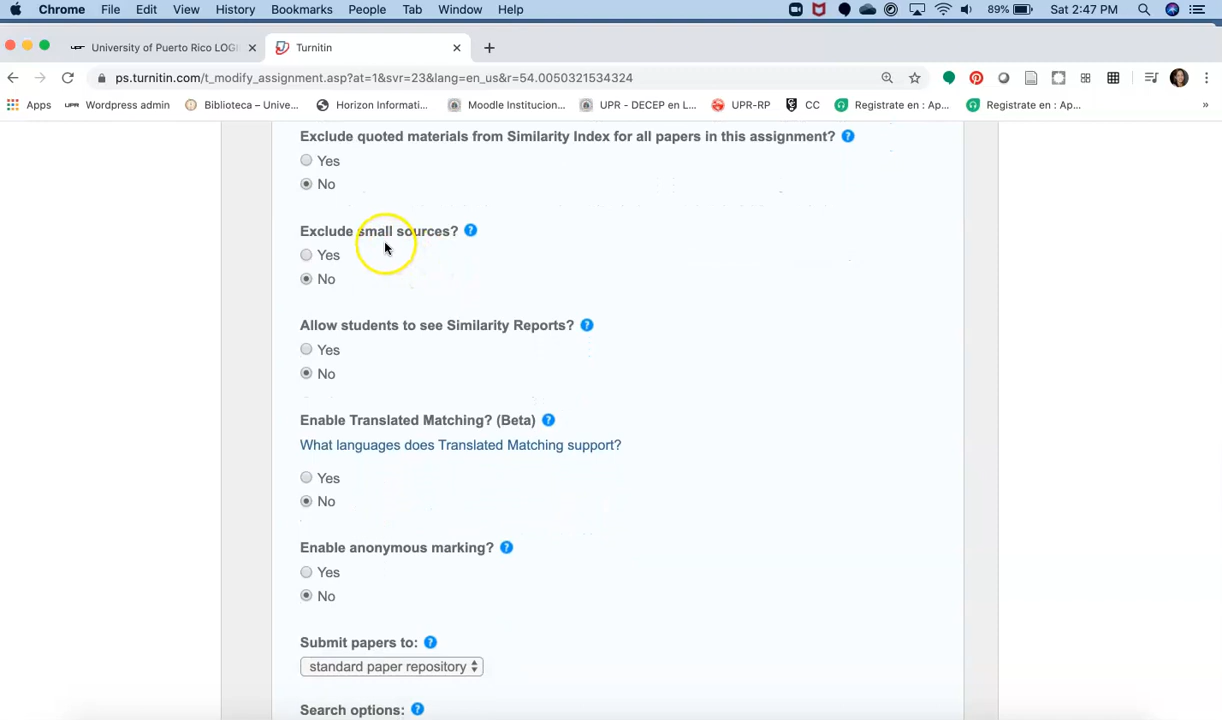 Chrome File Edit View History Bookmarks People Tab Window Help 89% Sat 2:47 PM
University of Puerto Rico LOGI Turnitin
ps.turnitin.com/t_modify_assignment.asp?at=1&svr=23&lang=en_us&r=54.0050321534324
Apps Wordpress admin Biblioteca – Unive... Horizon Informati... Moodle Institucion... UPR - DECEP en L... UPR-RP CC Registrate en : Ap... Registrate en : Ap... »
Exclude quoted materials from Similarity Index for all papers in this assignment? ?
Yes
No
Exclude small sources? ?
Yes
No
Allow students to see Similarity Reports? ?
Yes
No
Enable Translated Matching? (Beta) ?
What languages does Translated Matching support?
Yes
No
Enable anonymous marking? ?
Yes
No
Submit papers to: ?
standard paper repository
Search options: ?